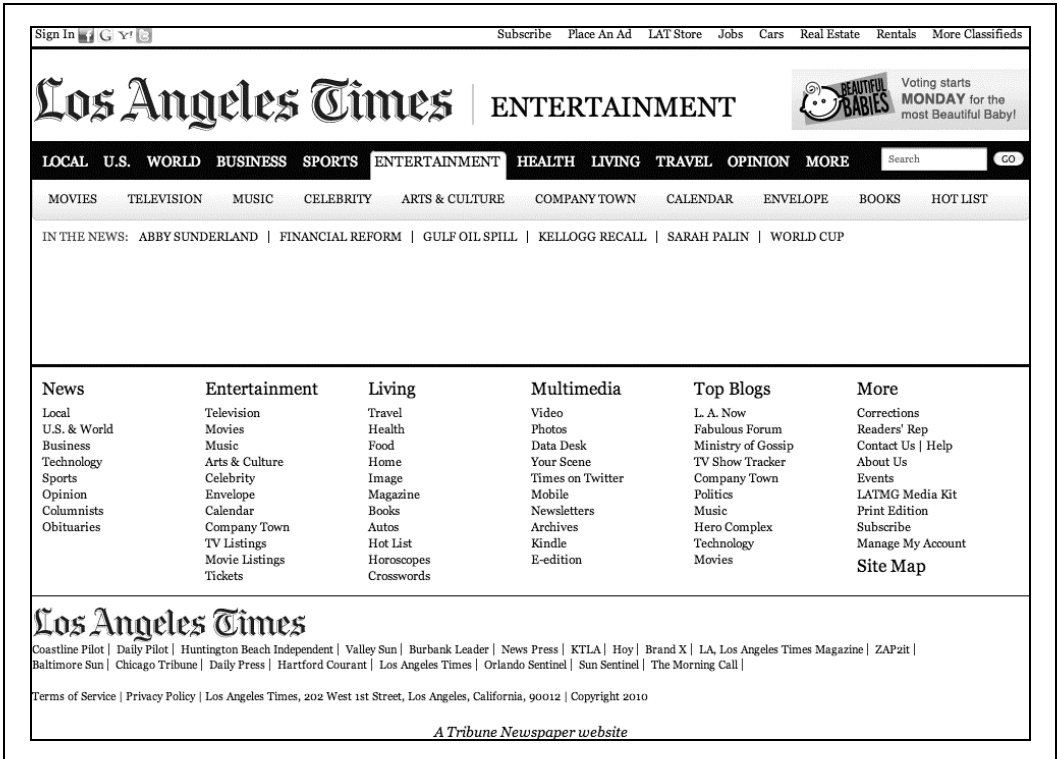 Sign In Subscribe Place An Ad LAT Store Jobs Cars Real Estate Rentals More Classifieds
Los Angeles Times | ENTERTAINMENT
BEAUTIFUL BABIES
Voting starts
MONDAY for the
most Beautiful Baby!
LOCAL U.S. WORLD BUSINESS SPORTS ENTERTAINMENT HEALTH LIVING TRAVEL OPINION MORE Search GO
MOVIES TELEVISION MUSIC CELEBRITY ARTS & CULTURE COMPANY TOWN CALENDAR ENVELOPE BOOKS HOT LIST
IN THE NEWS: ABBY SUNDERLAND | FINANCIAL REFORM | GULF OIL SPILL | KELLOGG RECALL | SARAH PALIN | WORLD CUP
News
Local
U.S. & World
Business
Technology
Sports
Opinion
Columnists
Obituaries
Entertainment
Television
Movies
Music
Arts & Culture
Celebrity
Envelope
Calendar
Company Town
TV Listings
Movie Listings
Tickets
Living
Travel
Health
Food
Home
Image
Magazine
Books
Autos
Hot List
Horoscopes
Crosswords
Multimedia
Video
Photos
Data Desk
Your Scene
Times on Twitter
Mobile
Newsletters
Archives
Kindle
E-edition
Top Blogs
L. A. Now
Fabulous Forum
Ministry of Gossip
TV Show Tracker
Company Town
Politics
Music
Hero Complex
Technology
Movies
More
Corrections
Readers' Rep
Contact Us | Help
About Us
Events
LATMG Media Kit
Print Edition
Subscribe
Manage My Account
Site Map
Los Angeles Times
Coastline Pilot | Daily Pilot | Huntington Beach Independent | Valley Sun | Burbank Leader | News Press | KTLA | Hoy | Brand X | LA, Los Angeles Times Magazine | ZAP2it |
Baltimore Sun | Chicago Tribune | Daily Press | Hartford Courant | Los Angeles Times | Orlando Sentinel | Sun Sentinel | The Morning Call |
Terms of Service | Privacy Policy | Los Angeles Times, 202 West 1st Street, Los Angeles, California, 90012 | Copyright 2010
A Tribune Newspaper website